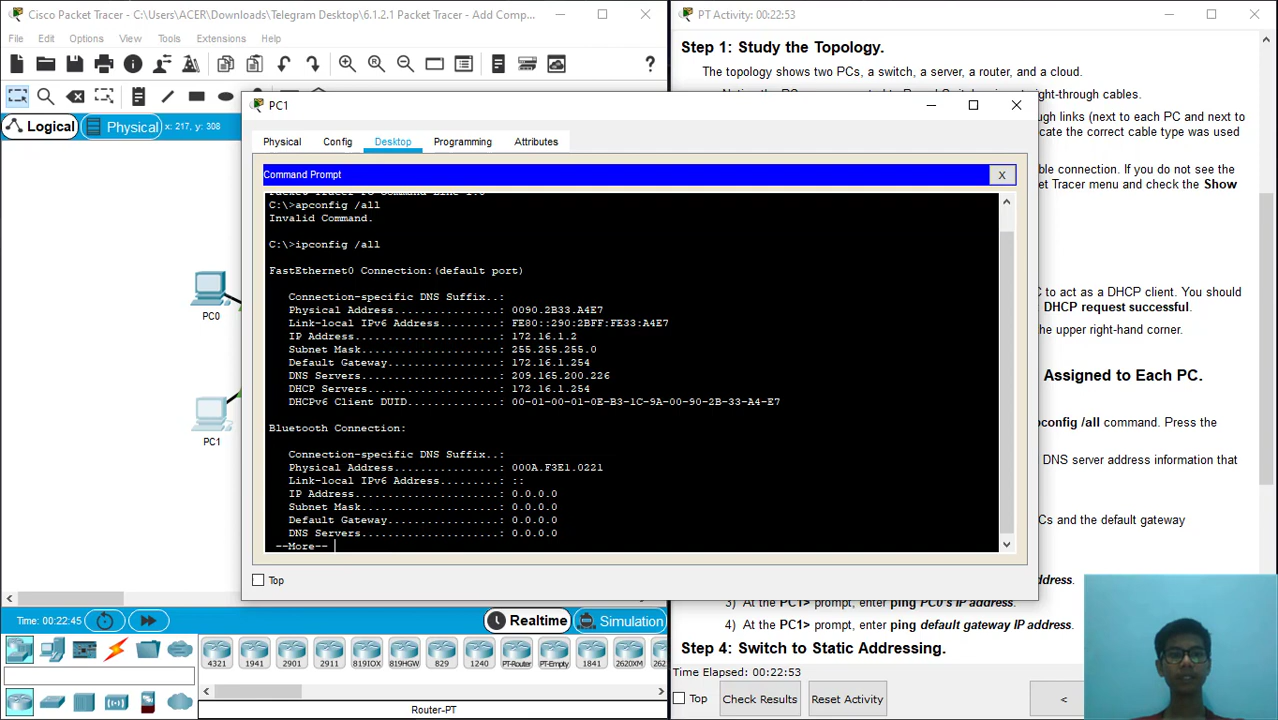 Cisco Packet Tracer - C:\Users\ACER\Downloads\Telegram Desktop\6.1.2.1 Packet Tracer - Add Comp...
File Edit Options View Tools Extensions Help
Logical Physical x: 217, y: 308
PC0
PC1
PC1
Physical Config Desktop Programming Attributes
Command Prompt X
C:\>apconfig /all
Invalid Command.
C:\>ipconfig /all
FastEthernet0 Connection:(default port)
Connection-specific DNS Suffix..:
Physical Address................: 0090.2B33.A4E7
Link-local IPv6 Address.........: FE80::290:2BFF:FE33:A4E7
IP Address......................: 172.16.1.2
Subnet Mask.....................: 255.255.255.0
Default Gateway.................: 172.16.1.254
DNS Servers.....................: 209.165.200.226
DHCP Servers....................: 172.16.1.254
DHCPv6 Client DUID..............: 00-01-00-01-0E-B3-1C-9A-00-90-2B-33-A4-E7
Bluetooth Connection:
Connection-specific DNS Suffix..:
Physical Address................: 000A.F3E1.0221
Link-local IPv6 Address.........: ::
IP Address......................: 0.0.0.0
Subnet Mask.....................: 0.0.0.0
Default Gateway.................: 0.0.0.0
DNS Servers.....................: 0.0.0.0
--More--
Top
Time: 00:22:45
Realtime Simulation
4321 1941 2901 2911 819IOX 819HGW 829 1240 PT-Router PT-Empty 1841 2620XM 262
Router-PT
PT Activity: 00:22:53
Step 1: Study the Topology.
The topology shows two PCs, a switch, a server, a router, and a cloud.
ight-through cables.
ugh links (next to each PC and next to
icate the correct cable type was used
ble connection. If you do not see the
et Tracer menu and check the Show
C to act as a DHCP client. You should
DHCP request successful.
the upper right-hand corner.
Assigned to Each PC.
pconfig /all command. Press the
DNS server address information that
Cs and the default gateway
ddress.
3) At the PC1> prompt, enter ping PC0's IP address.
4) At the PC1> prompt, enter ping default gateway IP address.
Step 4: Switch to Static Addressing.
Time Elapsed: 00:22:53
Top Check Results Reset Activity <